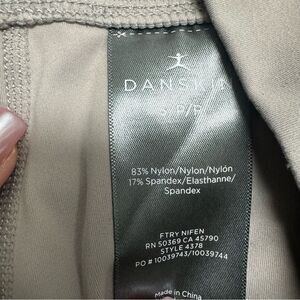 DANSKIN
S/P/P
83% Nylon/Nylon/Nylón
17% Spandex/Elasthanne/
Spandex
FTRY NIFEN
RN 50369 CA 45790
STYLE 4378
PO # 10039743/10039744
Made in China